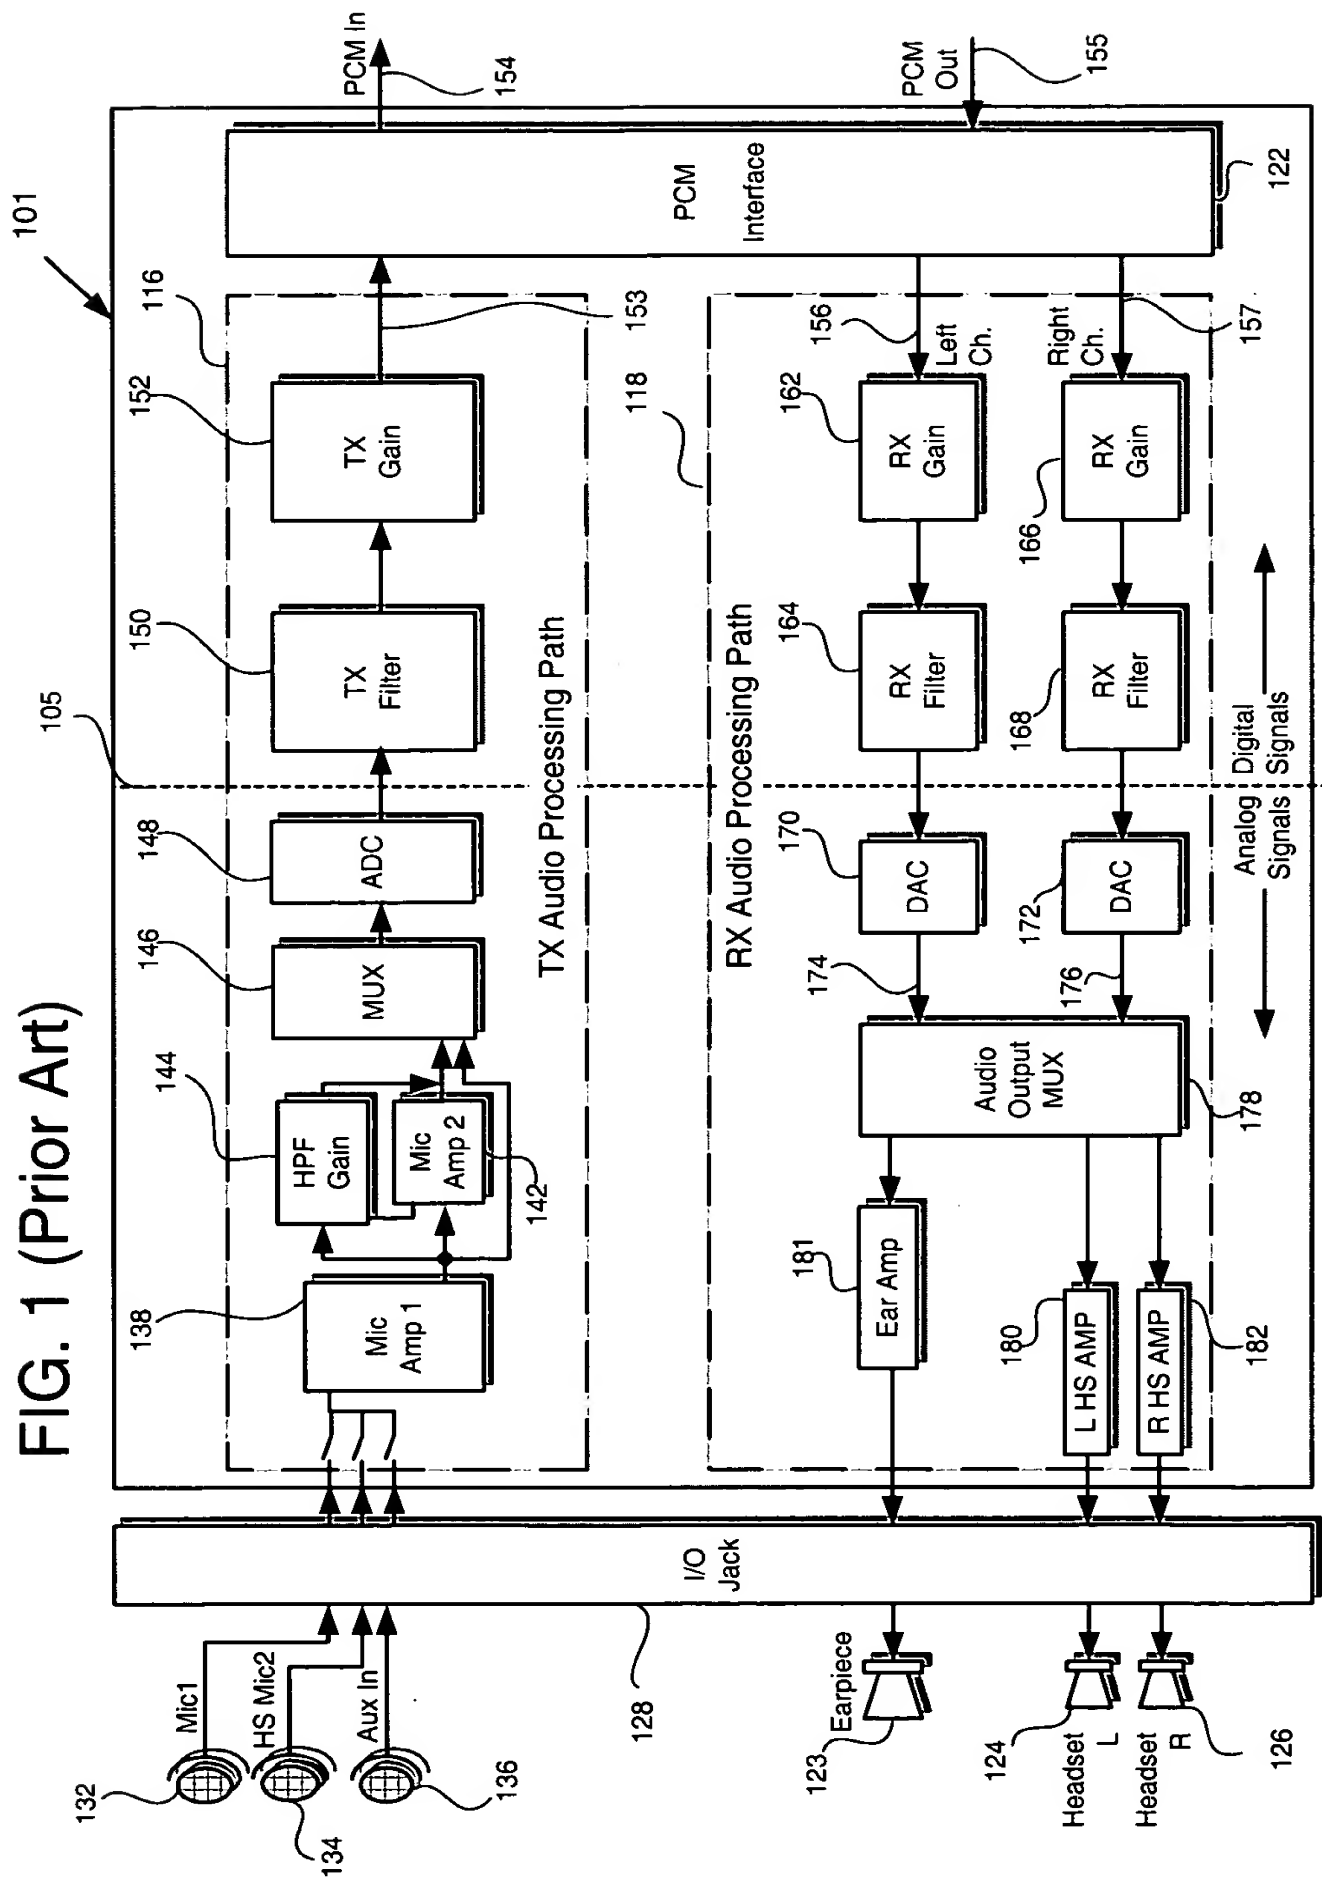 FIG. 1 (Prior Art)
101
105
116
152
150
148
146
144
138
132
134
136
Mic1
HS Mic2
Aux In
Mic
Amp 1
HPF
Gain
Mic
Amp 2
142
MUX
ADC
TX
Filter
TX
Gain
153
PCM In
154
TX Audio Processing Path
118
RX Audio Processing Path
I/O
Jack
128
PCM
Interface
122
PCM
Out
155
Earpiece
123
181
Ear Amp
Audio
Output
MUX
178
174
170
DAC
164
RX
Filter
162
RX
Gain
156
Left
Ch.
Headset
L
124
Headset
R
126
180
L HS AMP
R HS AMP
182
176
172
DAC
168
RX
Filter
166
RX
Gain
Right
Ch.
157
Analog
Signals
Digital
Signals